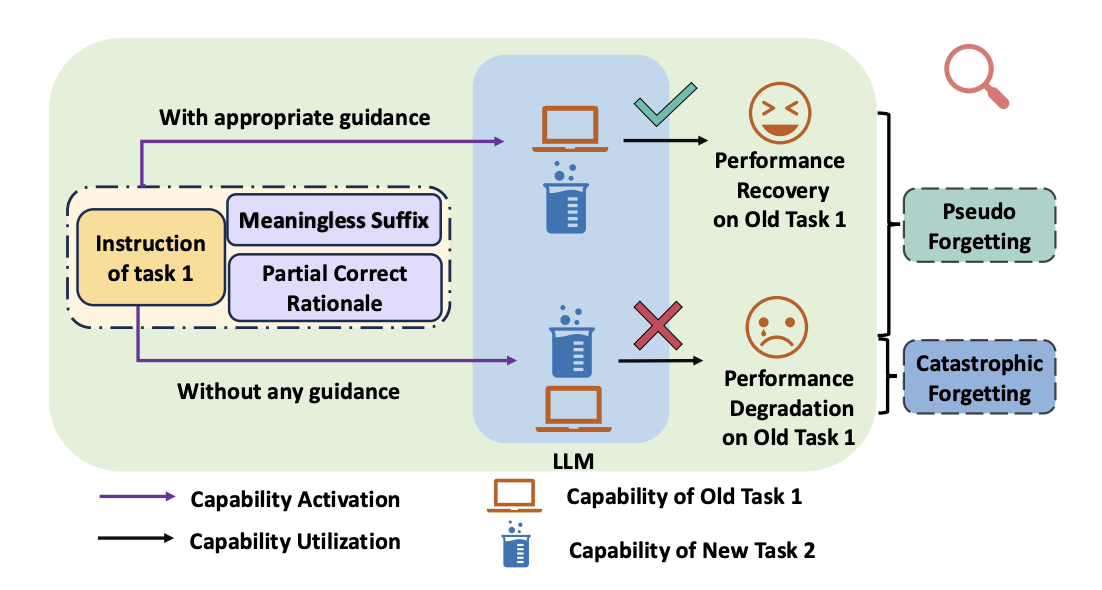 With appropriate guidance
Instruction
of task 1
Meaningless Suffix
Partial Correct
Rationale
Without any guidance
LLM
Performance
Recovery
on Old Task 1
Performance
Degradation
on Old Task 1
Pseudo
Forgetting
Catastrophic
Forgetting
Capability Activation
Capability Utilization
Capability of Old Task 1
Capability of New Task 2